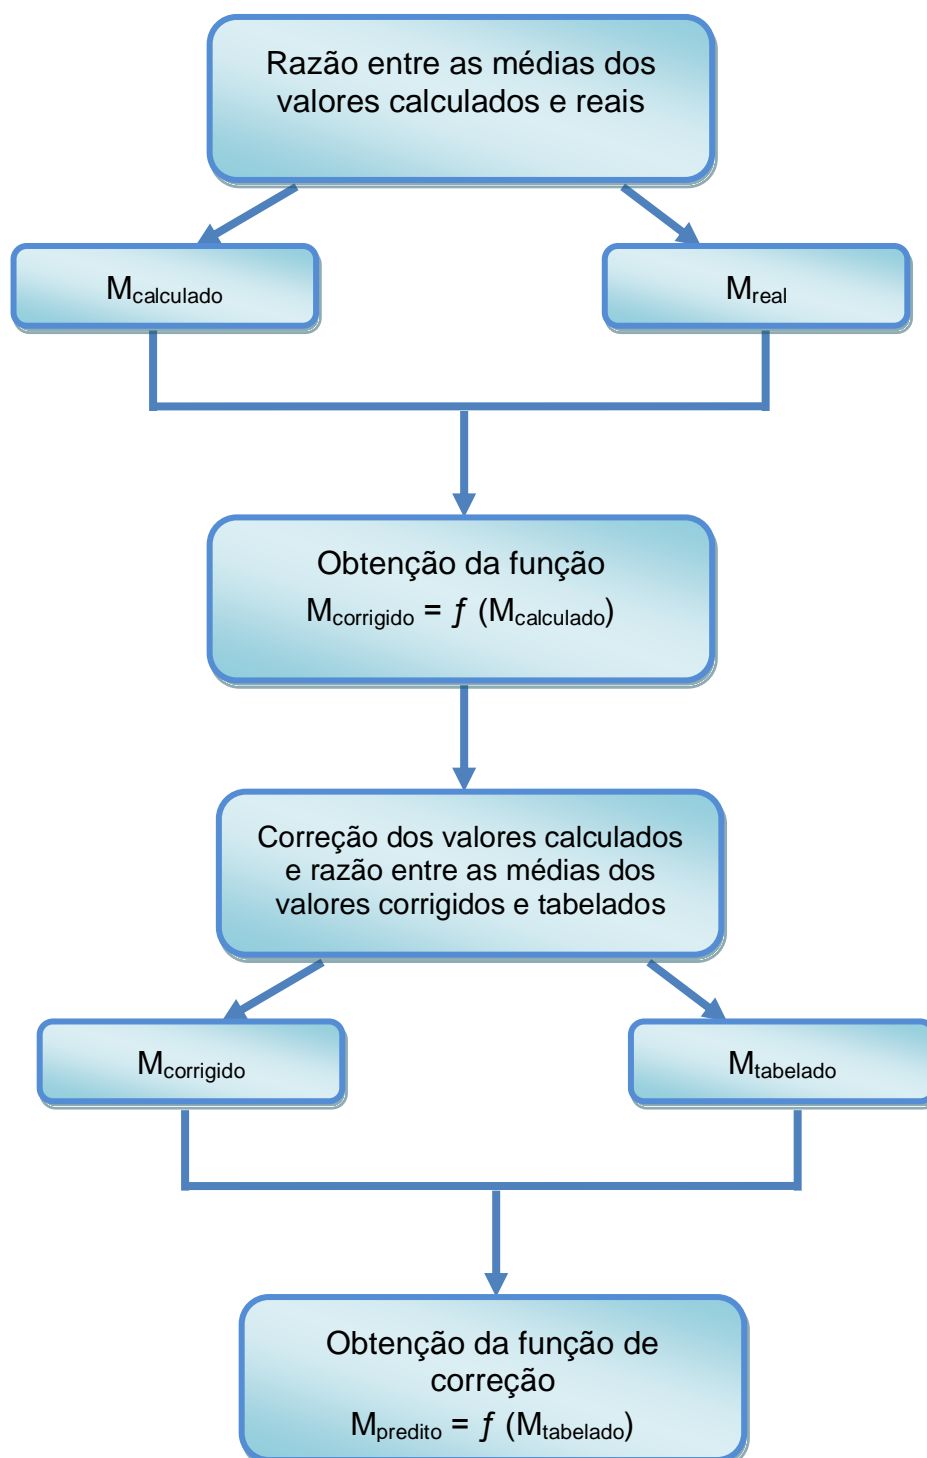 Razão entre as médias dos
valores calculados e reais
Mcalculado
Mreal
Obtenção da função
Mcorrigido = ƒ (Mcalculado)
Correção dos valores calculados
e razão entre as médias dos
valores corrigidos e tabelados
Mcorrigido
Mtabelado
Obtenção da função de
correção
Mpredito = ƒ (Mtabelado)